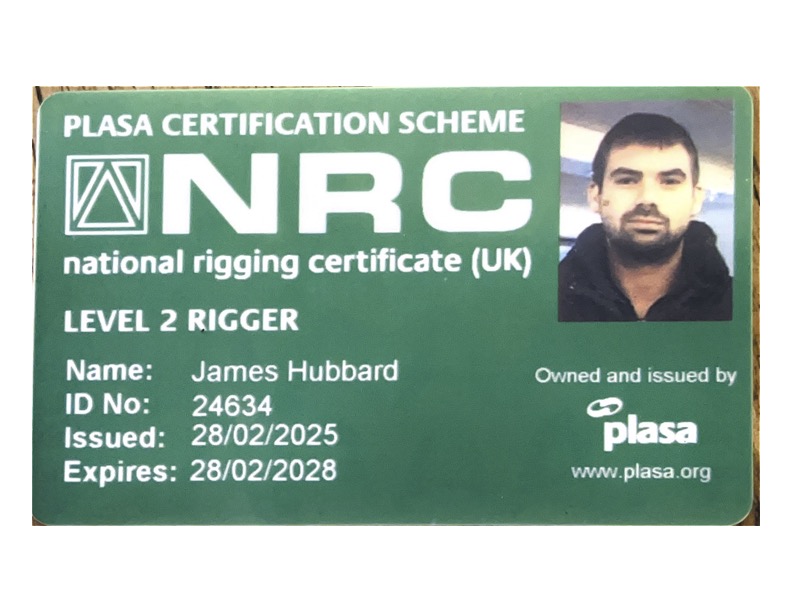 PLASA CERTIFICATION SCHEME
NRC
national rigging certificate (UK)
LEVEL 2 RIGGER
Name: James Hubbard
ID No: 24634
Issued: 28/02/2025
Expires: 28/02/2028
Owned and issued by
plasa
www.plasa.org